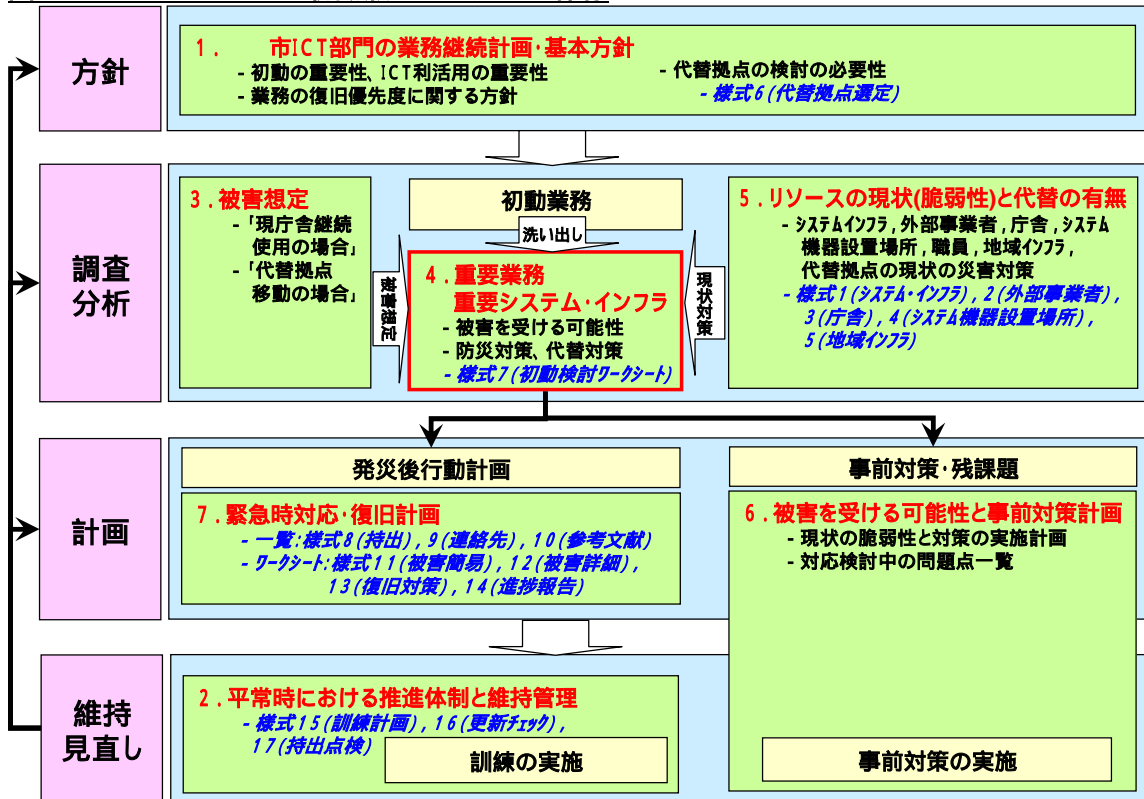 方針
1． 市ICT部門の業務継続計画･基本方針
- 初動の重要性、ICT利活用の重要性
- 業務の復旧優先度に関する方針
- 代替拠点の検討の必要性
- 様式6(代替拠点選定)
調査
分析
3．被害想定
- 「現庁舎継続
使用の場合」
- 「代替拠点
移動の場合」
初動業務
洗い出し
被害想定
4．重要業務
重要システム･インフラ
- 被害を受ける可能性
- 防災対策、代替対策
- 様式7(初動検討ワークシート)
現状対策
5．リソースの現状(脆弱性)と代替の有無
- システムインフラ,外部事業者,庁舎,システム
機器設置場所,職員,地域インフラ,
代替拠点の現状の災害対策
- 様式1(システム･インフラ),2(外部事業者),
3(庁舎),4(システム機器設置場所),
5(地域インフラ)
計画
発災後行動計画
7．緊急時対応･復旧計画
- 一覧:様式8(持出),9(連絡先),10(参考文献)
- ワークシート:様式11(被害簡易),12(被害詳細),
13(復旧対策),14(進捗報告)
事前対策･残課題
6．被害を受ける可能性と事前対策計画
- 現状の脆弱性と対策の実施計画
- 対応検討中の問題点一覧
維持
見直し
2．平常時における推進体制と維持管理
- 様式15(訓練計画),16(更新チェック),
17(持出点検)
訓練の実施
事前対策の実施